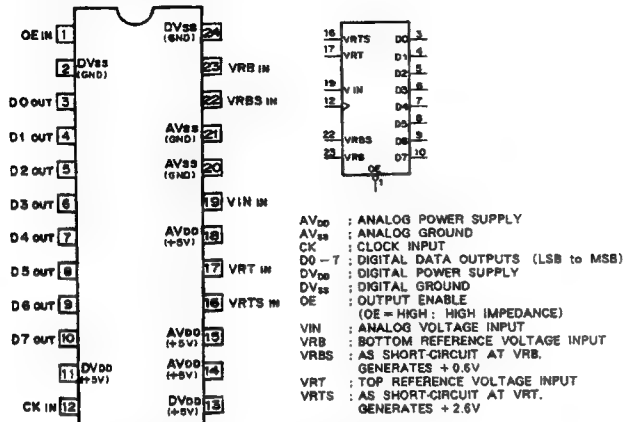 OE IN 1
2 DVss (GND)
D0 OUT 3
D1 OUT 4
D2 OUT 5
D3 OUT 6
D4 OUT 7
D5 OUT 8
D6 OUT 9
D7 OUT 10
11 DVDD (+5V)
CK IN 12
DVss (GND) 24
23 VRB IN
22 VRBS IN
AVss (GND) 21
AVss (GND) 20
19 VIN IN
AVDD (+5V) 18
17 VRT IN
16 VRTS IN
AVDD (+5V) 15
AVDD (+5V) 14
DVDD (+5V) 13
16 VRTS D0 3
17 VRT D1 4
D2 5
19 VIN D3 6
12 D4 7
D5 8
22 VRBS D6 9
23 VRB D7 10
OE
1
AVDD : ANALOG POWER SUPPLY
AVss : ANALOG GROUND
CK : CLOCK INPUT
D0 – 7 : DIGITAL DATA OUTPUTS (LSB to MSB)
DVDD : DIGITAL POWER SUPPLY
DVss : DIGITAL GROUND
OE : OUTPUT ENABLE
(OE = HIGH : HIGH IMPEDANCE)
VIN : ANALOG VOLTAGE INPUT
VRB : BOTTOM REFERENCE VOLTAGE INPUT
VRBS : AS SHORT-CIRCUIT AT VRB.
GENERATES + 0.6V
VRT : TOP REFERENCE VOLTAGE INPUT
VRTS : AS SHORT-CIRCUIT AT VRT.
GENERATES + 2.6V